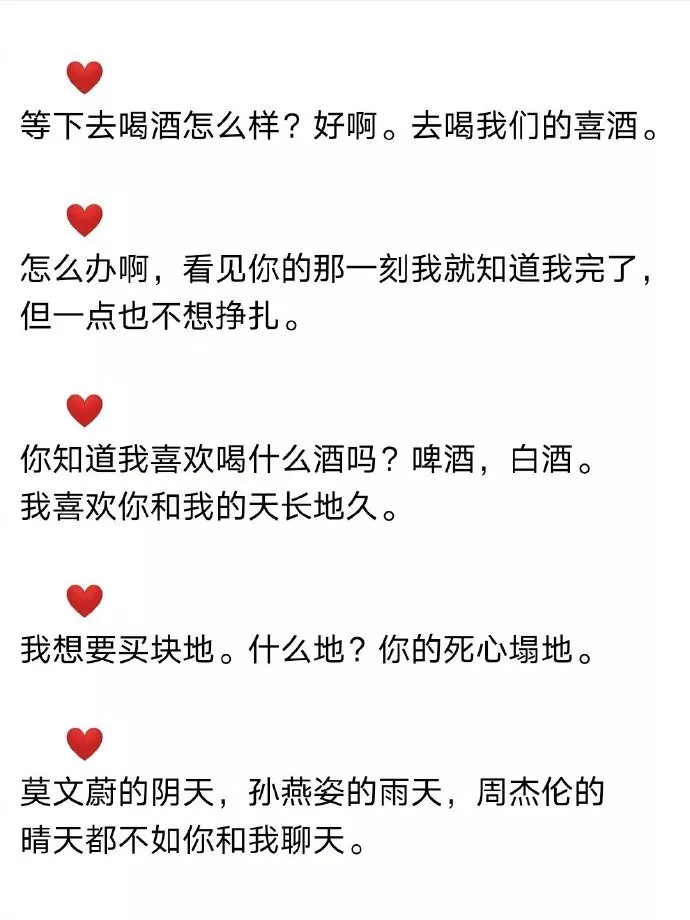 等下去喝酒怎么样？好啊。去喝我们的喜酒。
怎么办啊，看见你的那一刻我就知道我完了，
但一点也不想挣扎。
你知道我喜欢喝什么酒吗？啤酒，白酒。
我喜欢你和我的天长地久。
我想要买块地。什么地？你的死心塌地。
莫文蔚的阴天，孙燕姿的雨天，周杰伦的
晴天都不如你和我聊天。